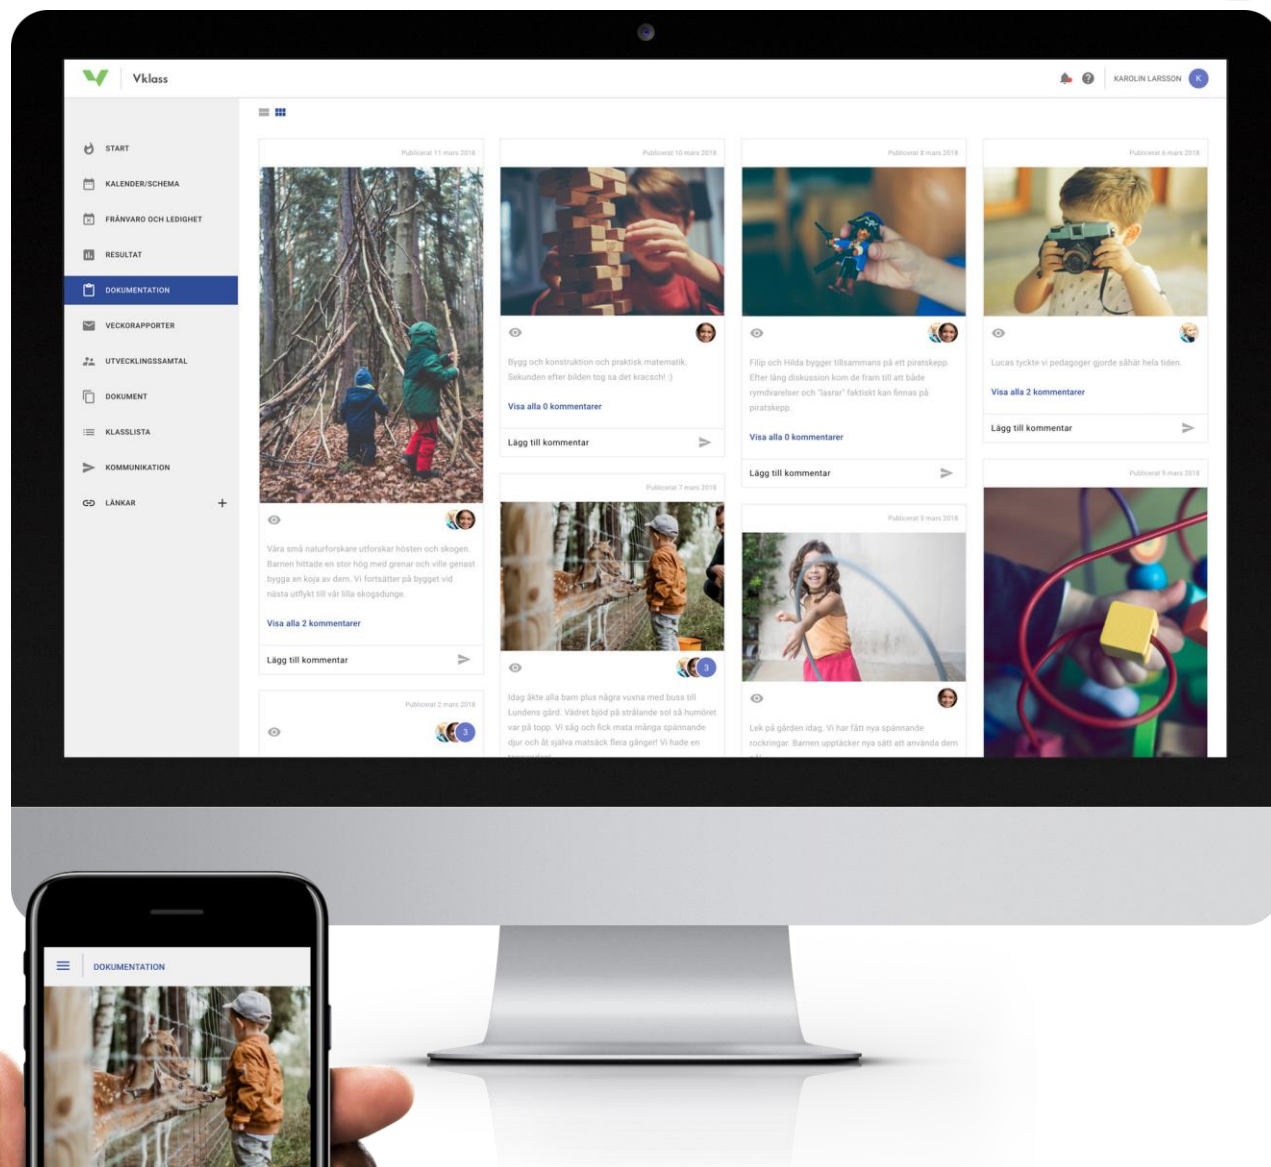 Vklass
KAROLIN LARSSON
K
START
KALENDER/SCHEMA
FRÅNVARO OCH LEDIGHET
RESULTAT
DOKUMENTATION
VECKORAPPORTER
UTVECKLINGSSAMTAL
DOKUMENT
KLASSLISTA
KOMMUNIKATION
LÄNKAR +
Publicerat 11 mars 2018
Våra små naturforskare utforskar hösten och skogen.
Barnen hittade en stor hög med grenar och ville genast
bygga en koja av dem. Vi fortsätter på bygget vid
nästa utflykt till vår lilla skogsdunge.
Visa alla 2 kommentarer
Lägg till kommentar
Publicerat 2 mars 2018
3
Publicerat 10 mars 2018
Bygg och konstruktion och praktisk matematik.
Sekunden efter bilden tog sa det kracsch! :)
Visa alla 0 kommentarer
Lägg till kommentar
Publicerat 7 mars 2018
3
Idag åkte alla barn plus några vuxna med buss till
Lundens gård. Vädret bjöd på strålande sol så humöret
var på topp. Vi såg och fick mata många spännande
djur och åt själva matsäck flera gånger! Vi hade en
Publicerat 8 mars 2018
Filip och Hilda bygger tillsammans på ett piratskepp.
Efter lång diskussion kom de fram till att både
rymdvarelser och "lasrar" faktiskt kan finnas på
piratskepp.
Visa alla 0 kommentarer
Lägg till kommentar
Publicerat 5 mars 2018
Lek på gården idag. Vi har fått nya spännande
rockringar. Barnen upptäcker nya sätt att använda dem
Publicerat 6 mars 2018
Lucas tyckte vi pedagoger gjorde såhär hela tiden.
Visa alla 2 kommentarer
Lägg till kommentar
Publicerat 9 mars 2018
DOKUMENTATION